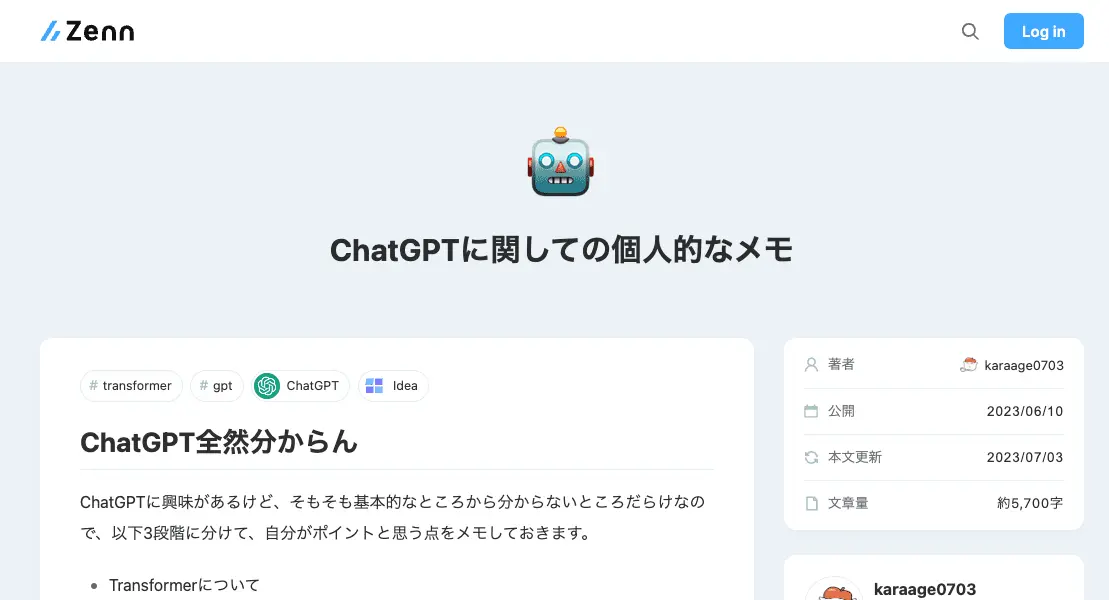 Zenn
Log in
ChatGPTに関しての個人的なメモ
# transformer
# gpt
ChatGPT
Idea
ChatGPT全然分からん
ChatGPTに興味があるけど、そもそも基本的なところから分からないところだらけなの
で、以下3段階に分けて、自分がポイントと思う点をメモしておきます。
Transformerについて
著者 karaage0703
公開 2023/06/10
本文更新 2023/07/03
文章量 約5,700字
karaage0703